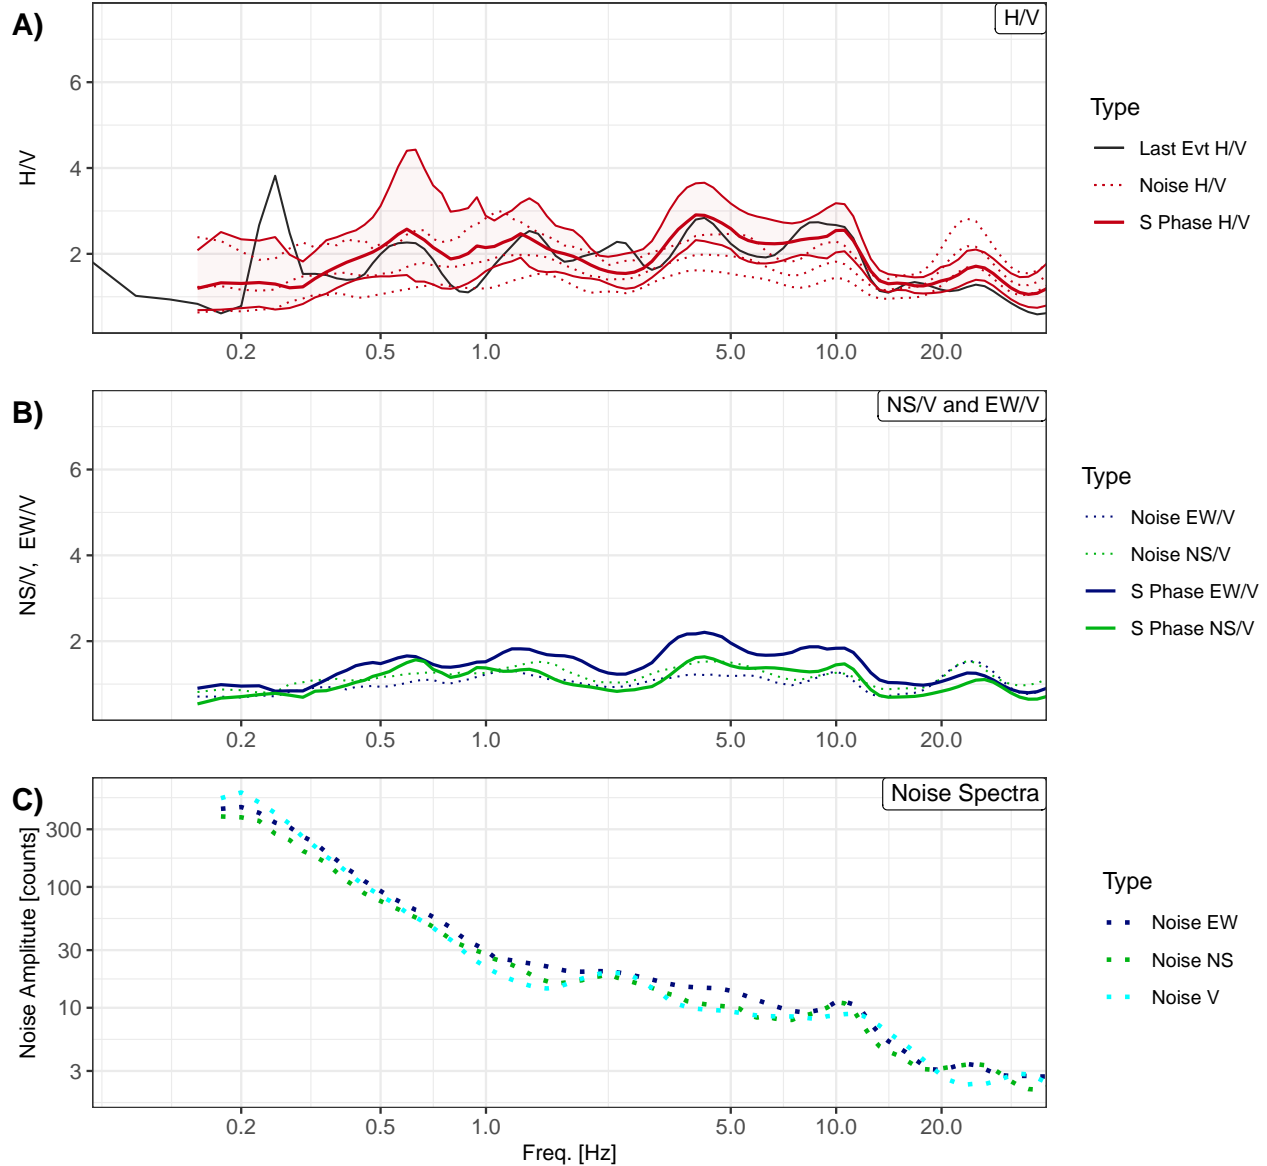 A)
H/V
6
4
2
H/V
0.2 0.5 1.0 5.0 10.0 20.0
Type
Last Evt H/V
Noise H/V
S Phase H/V
B)
NS/V and EW/V
6
4
2
NS/V,  EW/V
0.2 0.5 1.0 5.0 10.0 20.0
Type
Noise EW/V
Noise NS/V
S Phase EW/V
S Phase NS/V
C)
Noise Spectra
300
100
30
10
3
Noise Amplitute [counts]
0.2 0.5 1.0 5.0 10.0 20.0
Freq. [Hz]
Type
Noise EW
Noise NS
Noise V